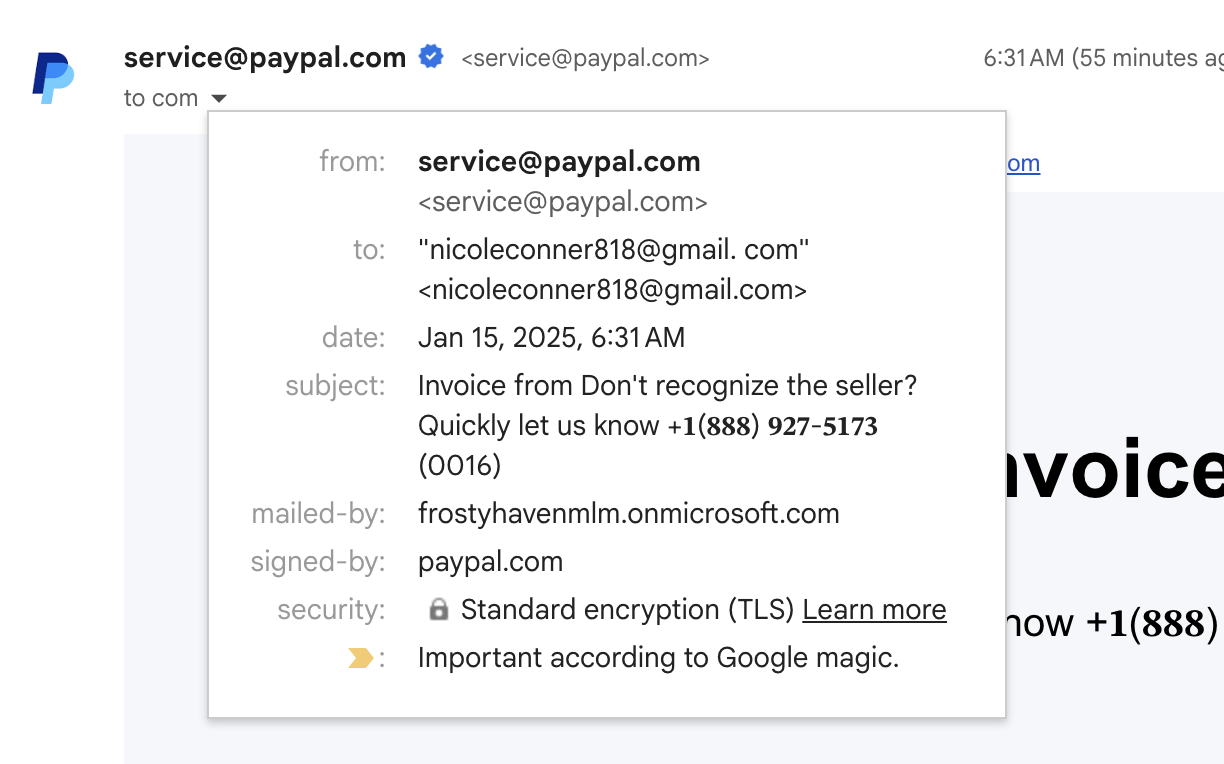 service@paypal.com <service@paypal.com> 6:31 AM (55 minutes
to com
from: service@paypal.com
<service@paypal.com>
to: "nicoleconner818@gmail. com"
<nicoleconner818@gmail.com>
date: Jan 15, 2025, 6:31 AM
subject: Invoice from Don't recognize the seller?
Quickly let us know +1(888) 927-5173
(0016)
mailed-by: frostyhavenmlm.onmicrosoft.com
signed-by: paypal.com
security: Standard encryption (TLS) Learn more
: Important according to Google magic.
om
nvoice
now +1(888)